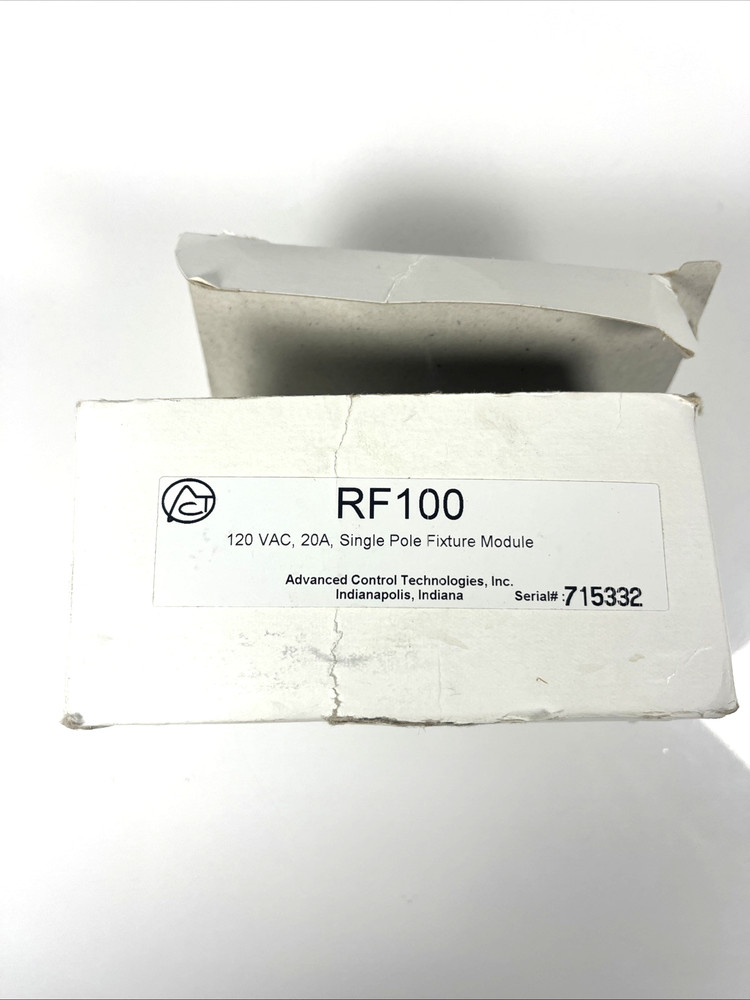 ACT
RF100
120 VAC, 20A, Single Pole Fixture Module
Advanced Control Technologies, Inc.
Indianapolis, Indiana
Serial# : 715332